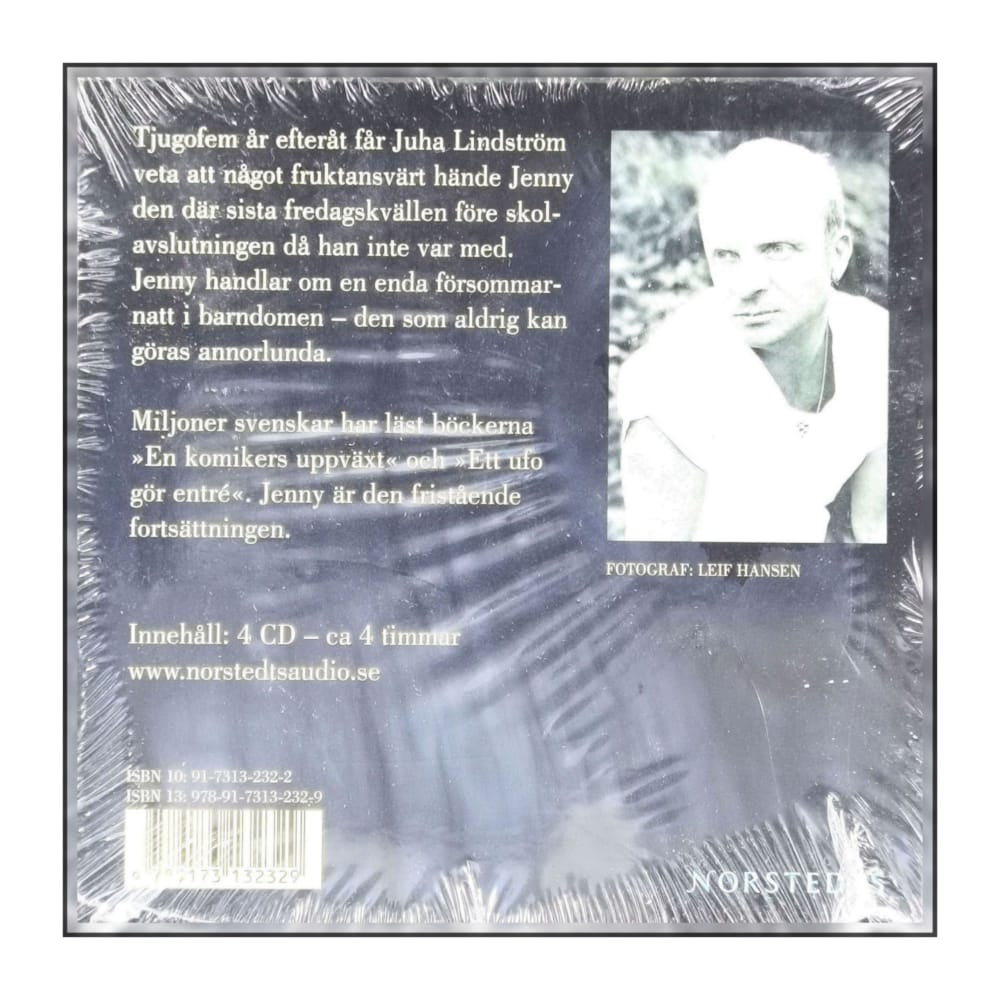 Tjugofem år efteråt får Juha Lindström
veta att något fruktansvärt hände Jenny
den där sista fredagskvällen före skol-
avslutningen då han inte var med.
Jenny handlar om en enda försommar-
natt i barndomen – den som aldrig kan
göras annorlunda.
Miljoner svenskar har läst böckerna
»En komikers uppväxt« och »Ett ufo
gör entré«. Jenny är den fristående
fortsättningen.
FOTOGRAF: LEIF HANSEN
Innehåll: 4 CD – ca 4 timmar
www.norstedtsaudio.se
ISBN 10: 91-7313-232-2
ISBN 13: 978-91-7313-232-9
9 789173 132329
NORSTEDTS